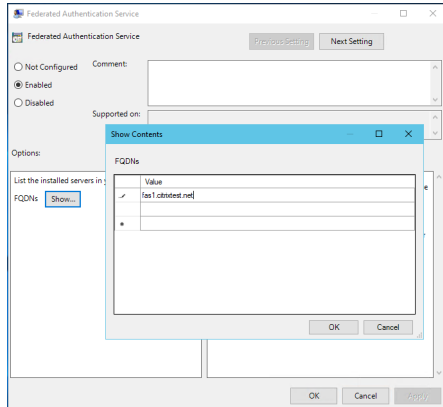 Federated Authentication Service
Federated Authentication Service
Previous Setting
Next Setting
Not Configured
Comment:
Enabled
Disabled
Supported on:
Show Contents
Options:
FQDNs
List the installed servers in
Value
FQDNs
Show...
fas1.citrixtest.net
OK
Cancel
OK
Cancel
Apply